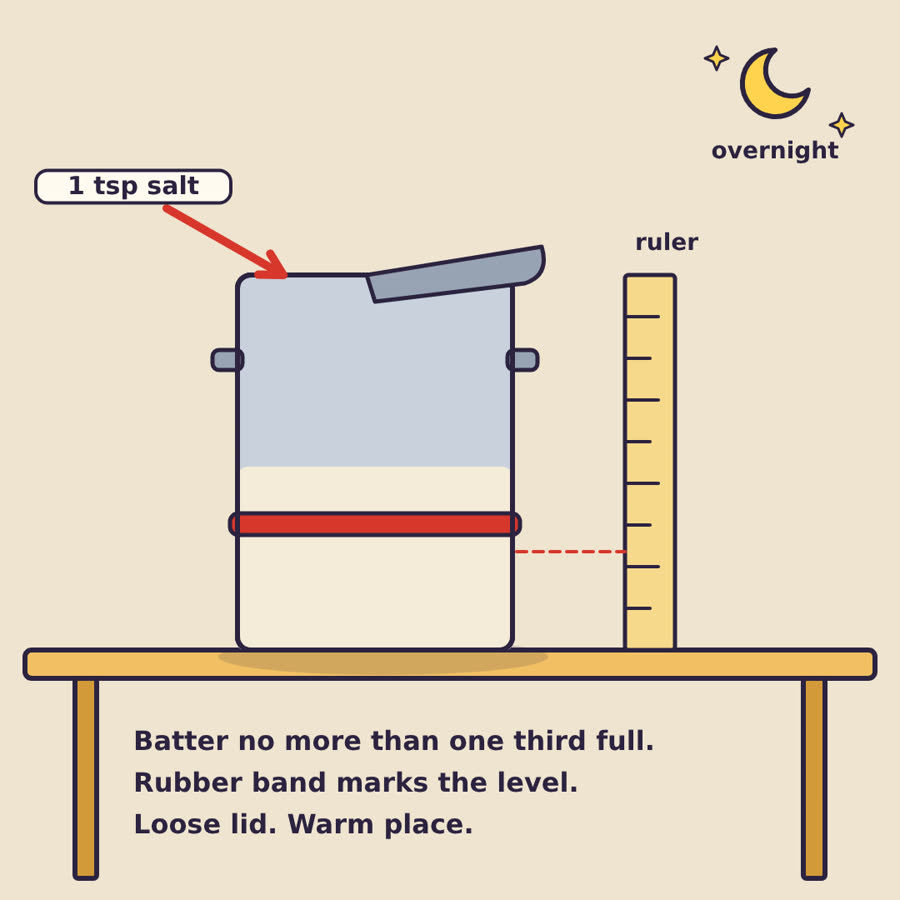 overnight
1 tsp salt
ruler
Batter no more than one third full.
Rubber band marks the level.
Loose lid. Warm place.